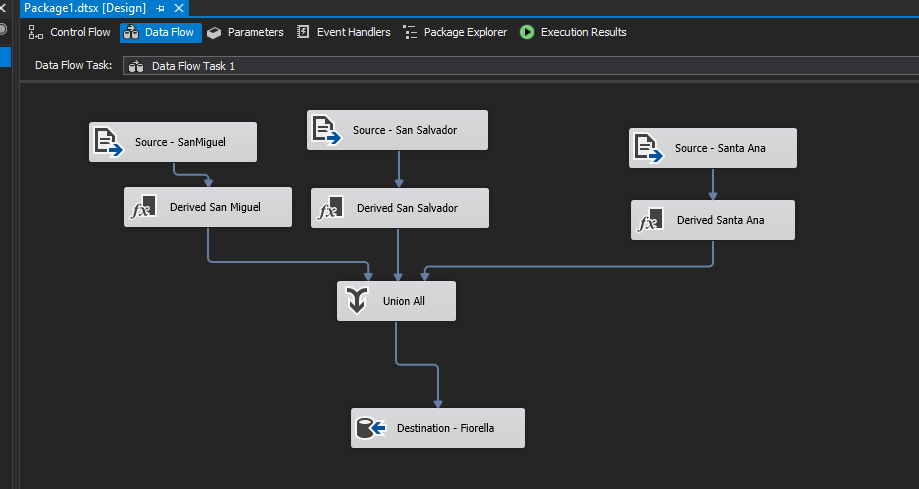 Package1.dtsx [Design]
Control Flow
Data Flow
Parameters
Event Handlers
Package Explorer
Execution Results
Data Flow Task:
Data Flow Task 1
Source - SanMiguel
Source - San Salvador
Source - Santa Ana
Derived San Miguel
Derived San Salvador
Derived Santa Ana
Union All
Destination - Fiorella